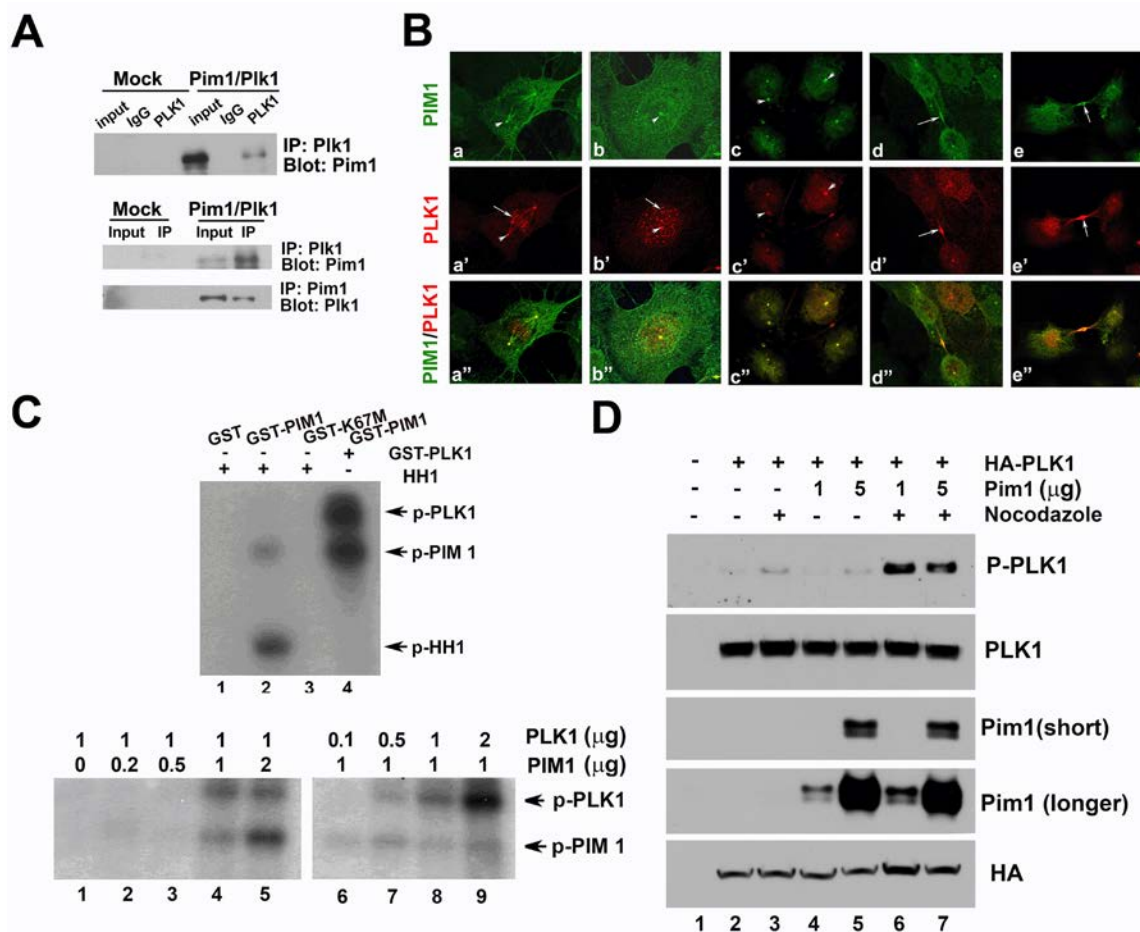 A
Mock Pim1/Plk1
input IgG PLK1 input IgG PLK1
IP: Plk1
Blot: Pim1
Mock Pim1/Plk1
Input IP Input IP
IP: Plk1
Blot: Pim1
IP: Pim1
Blot: Plk1
B
PIM1
a b c d e
PLK1
a' b' c' d' e'
PIM1/PLK1
a" b" c" d" e"
C
GST GST-PIM1 GST-K67M GST-PIM1
- - - + GST-PLK1
+ + + - HH1
p-PLK1
p-PIM 1
p-HH1
1 2 3 4
1 1 1 1 1 0.1 0.5 1 2 PLK1 (μg)
0 0.2 0.5 1 2 1 1 1 1 PIM1 (μg)
p-PLK1
p-PIM 1
1 2 3 4 5 6 7 8 9
D
- + + + + + + HA-PLK1
- - - 1 5 1 5 Pim1 (μg)
- - + - - + + Nocodazole
P-PLK1
PLK1
Pim1(short)
Pim1 (longer)
HA
1 2 3 4 5 6 7